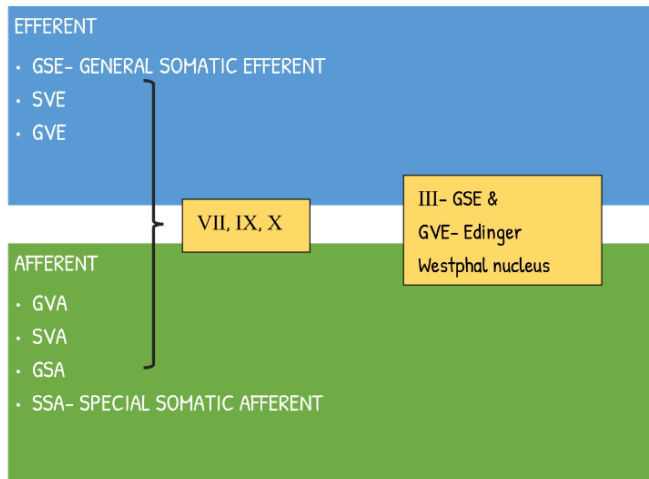 EFFERENT
• GSE– GENERAL SOMATIC EFFERENT
• SVE
• GVE
VII, IX, X
III– GSE &
GVE– Edinger
Westphal nucleus
AFFERENT
• GVA
• SVA
• GSA
• SSA– SPECIAL SOMATIC AFFERENT